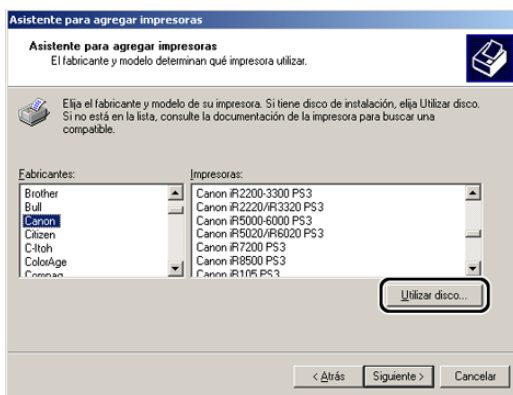 Asistente para agregar impresoras
Asistente para agregar impresoras
El fabricante y modelo determinan qué impresora utilizar.
Elija el fabricante y modelo de su impresora. Si tiene disco de instalación, elija Utilizar disco.
Si no está en la lista, consulte la documentación de la impresora para buscar una
compatible.
Fabricantes:
Brother
Bull
Canon
Citizen
C-Itoh
ColorAge
Compaq
Impresoras:
Canon iR2200-3300 PS3
Canon iR2220/iR3320 PS3
Canon iR5000-6000 PS3
Canon iR5020/iR6020 PS3
Canon iR7200 PS3
Canon iR8500 PS3
Canon iR105 PS3
Utilizar disco...
< Atrás
Siguiente >
Cancelar